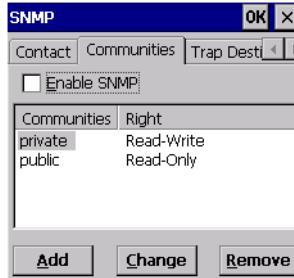 SNMP OK
Contact Communities Trap Desti
Enable SNMP
Communities Right
private Read-Write
public Read-Only
Add Change Remove